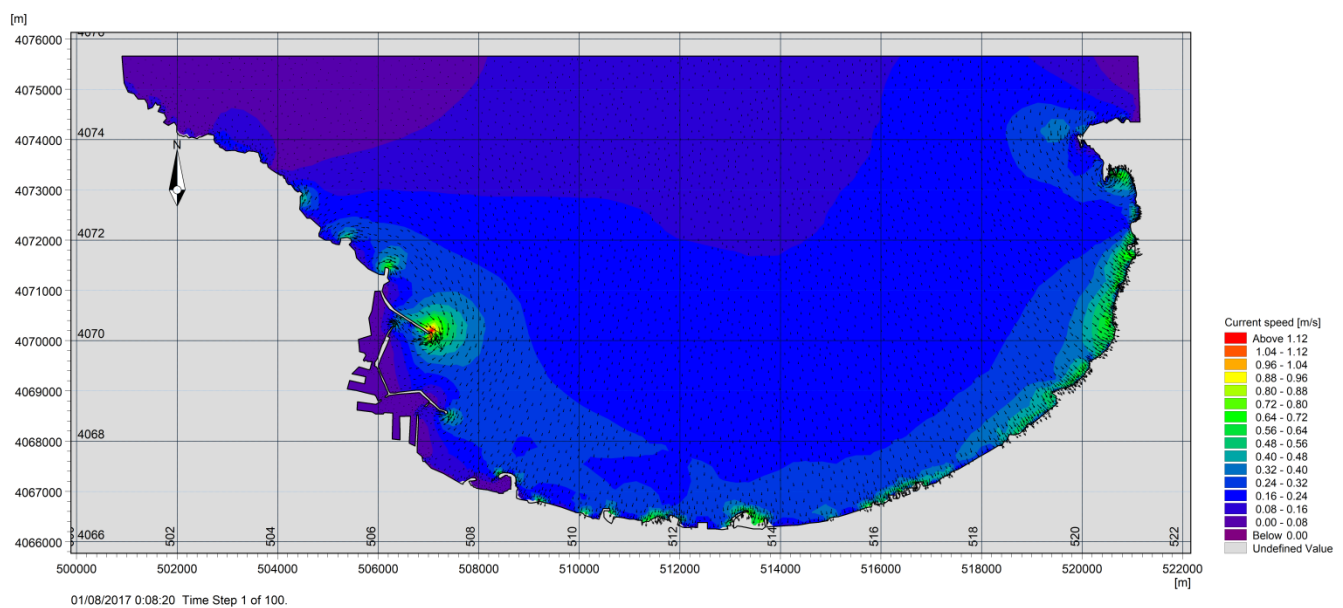 [m]
4076000
4075000
4074000
4073000
4072000
4071000
4070000
4069000
4068000
4067000
4066000
4074
4072
4070
4068
4066
N
502
504
506
508
510
512
514
516
518
520
522
500000 502000 504000 506000 508000 510000 512000 514000 516000 518000 520000 522000
[m]
01/08/2017 0:08:20 Time Step 1 of 100.
Current speed [m/s]
Above 1.12
1.04 - 1.12
0.96 - 1.04
0.88 - 0.96
0.80 - 0.88
0.72 - 0.80
0.64 - 0.72
0.56 - 0.64
0.48 - 0.56
0.40 - 0.48
0.32 - 0.40
0.24 - 0.32
0.16 - 0.24
0.08 - 0.16
0.00 - 0.08
Below 0.00
Undefined Value